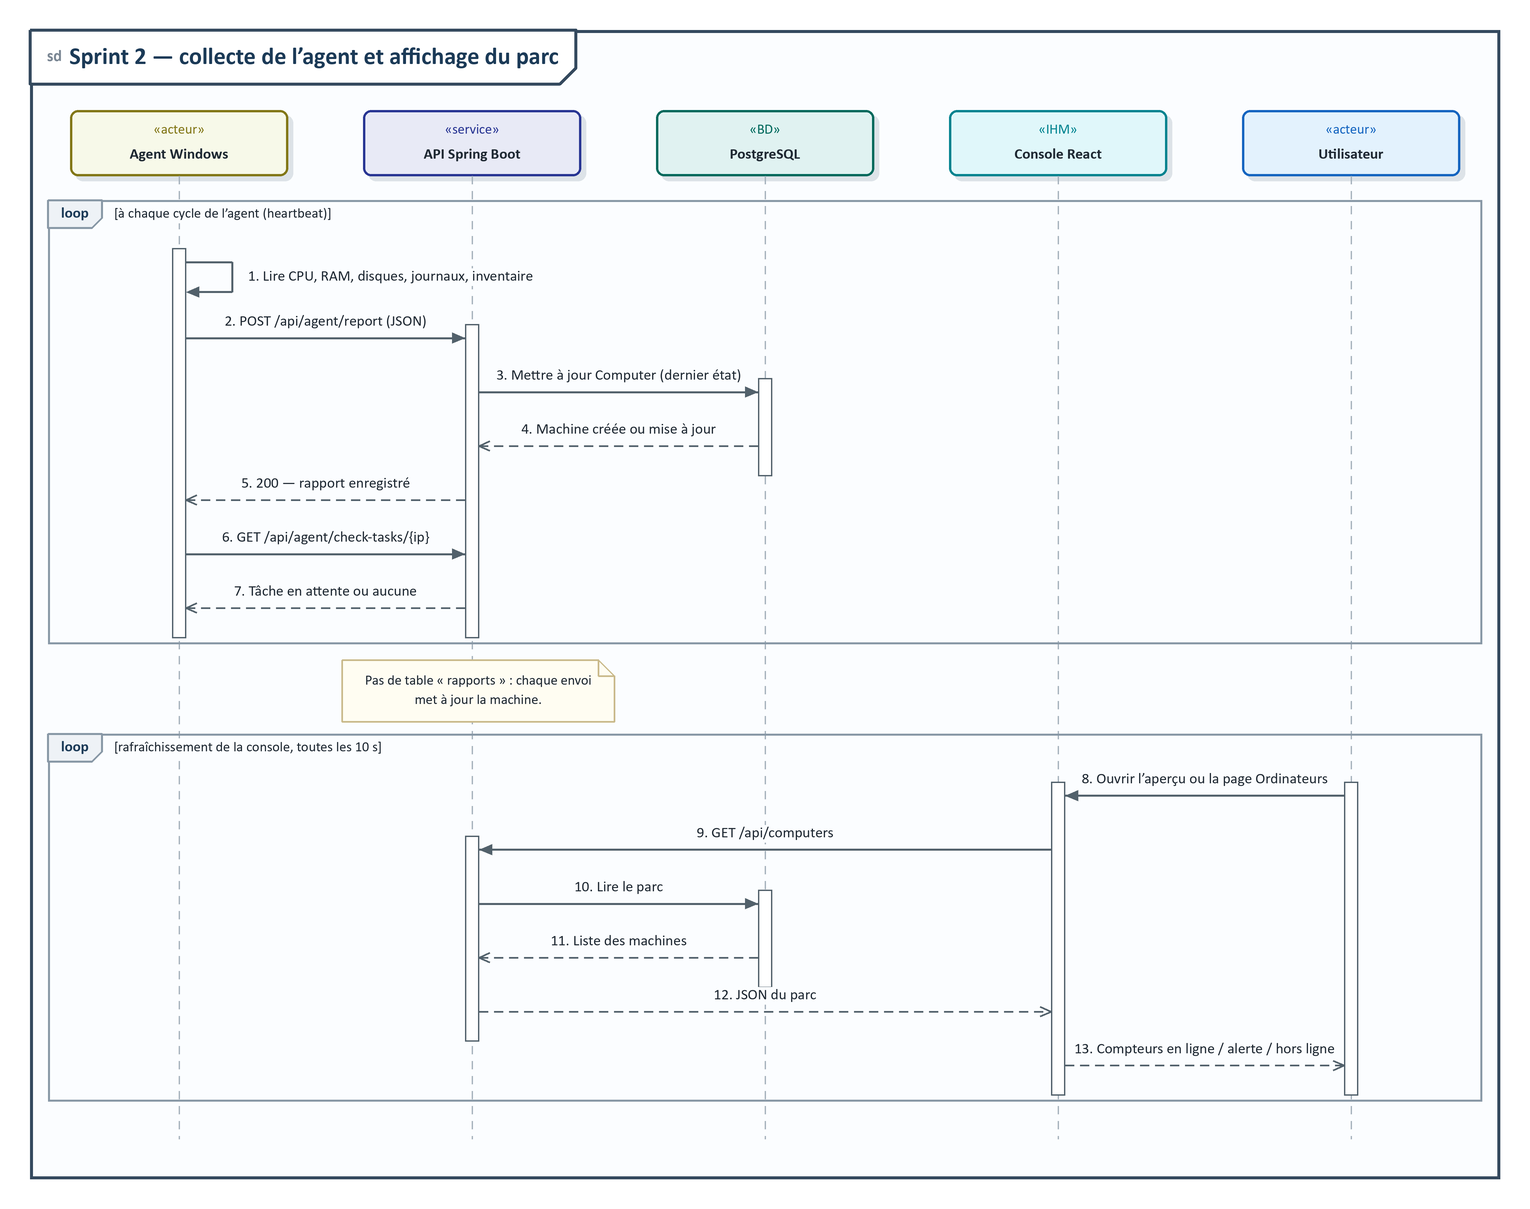 sd Sprint 2 — collecte de l’agent et affichage du parc
«acteur»
Agent Windows
«service»
API Spring Boot
«BD»
PostgreSQL
«IHM»
Console React
«acteur»
Utilisateur
loop [à chaque cycle de l’agent (heartbeat)]
1. Lire CPU, RAM, disques, journaux, inventaire
2. POST /api/agent/report (JSON)
3. Mettre à jour Computer (dernier état)
4. Machine créée ou mise à jour
5. 200 — rapport enregistré
6. GET /api/agent/check-tasks/{ip}
7. Tâche en attente ou aucune
Pas de table « rapports » : chaque envoi
met à jour la machine.
loop [rafraîchissement de la console, toutes les 10 s]
8. Ouvrir l’aperçu ou la page Ordinateurs
9. GET /api/computers
10. Lire le parc
11. Liste des machines
12. JSON du parc
13. Compteurs en ligne / alerte / hors ligne